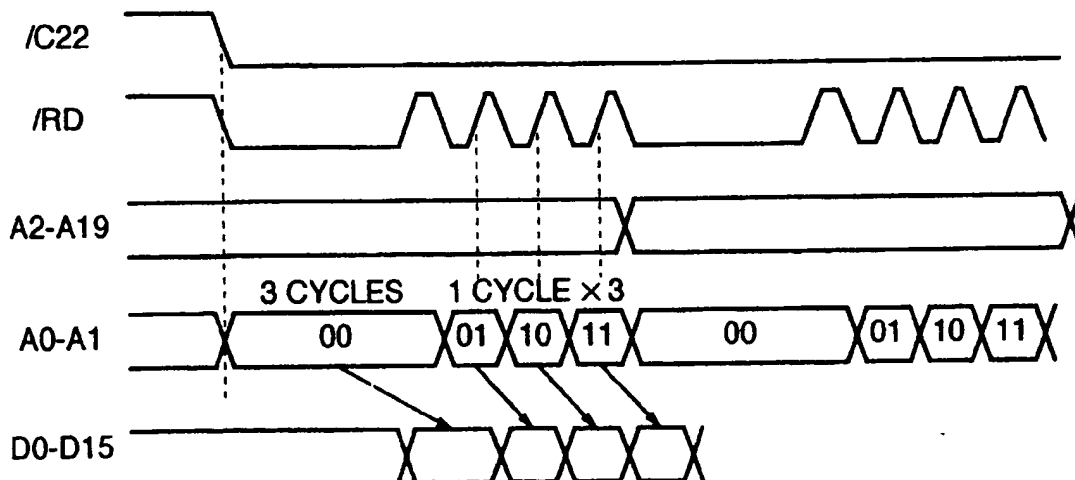 /C22
/RD
A2-A19
3 CYCLES 1 CYCLE × 3
A0-A1 00 01 10 11 00 01 10 11
D0-D15